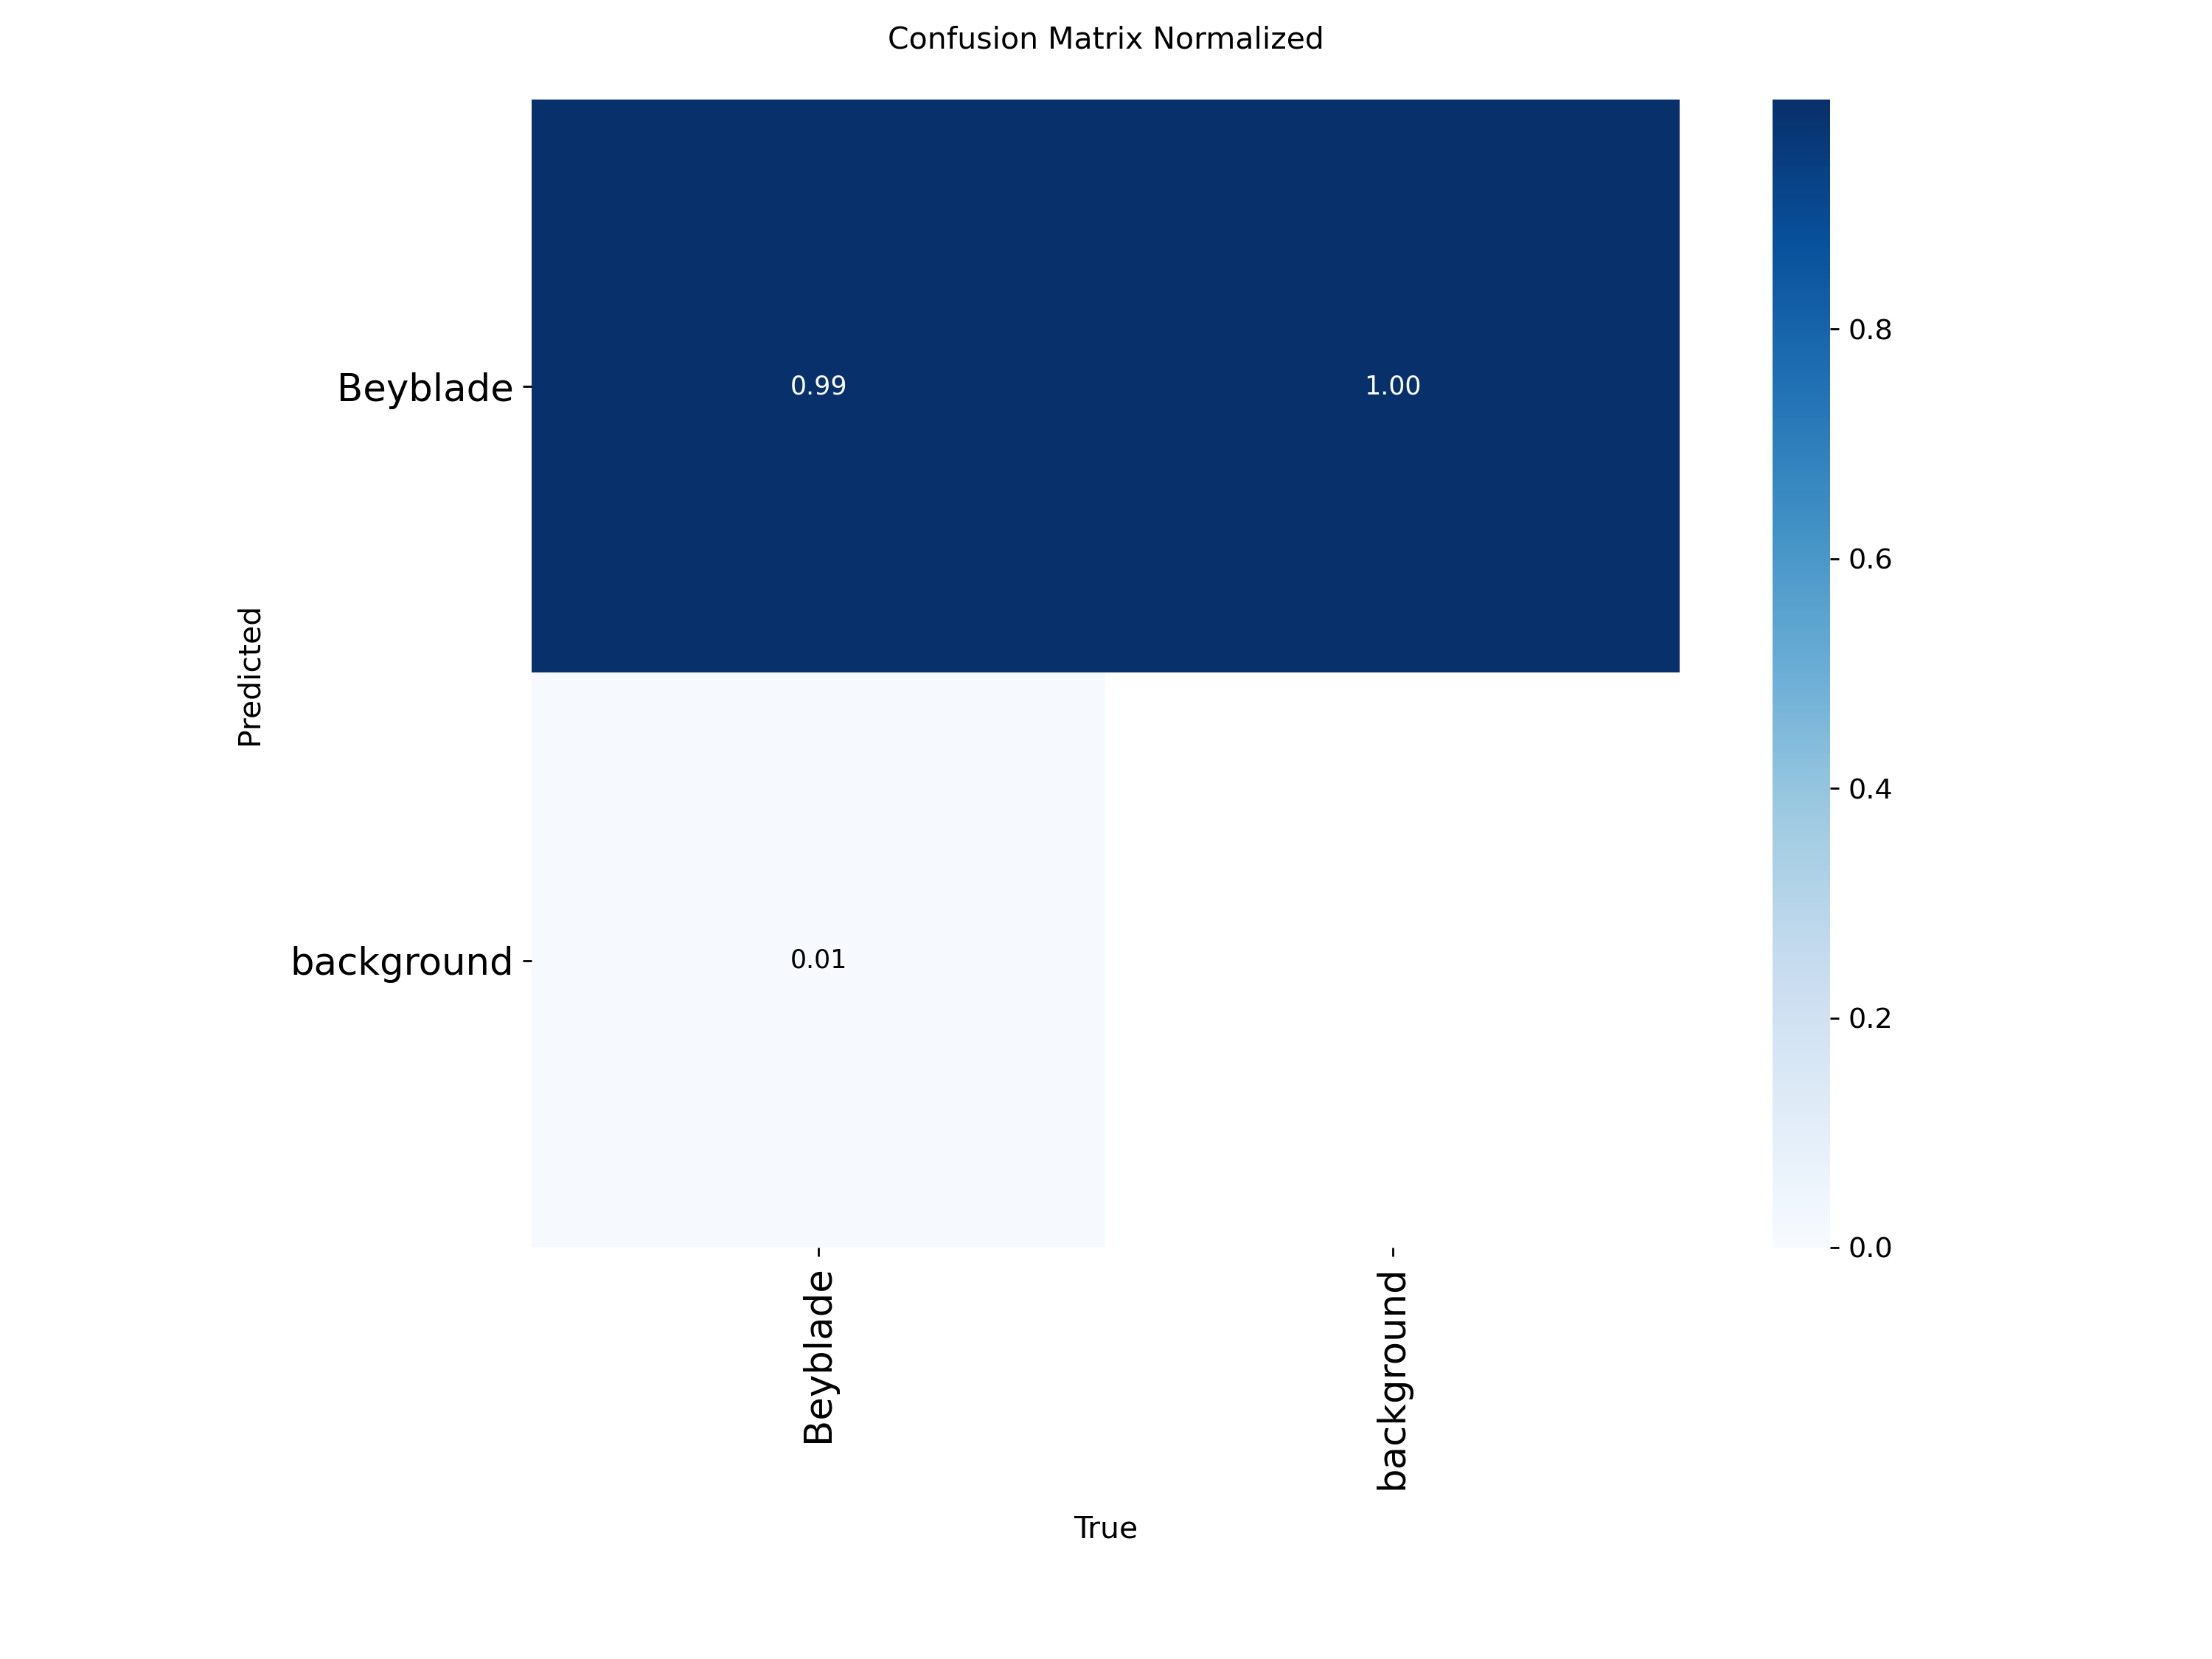 Confusion Matrix Normalized
Beyblade
0.99
1.00
background
0.01
Predicted
Beyblade
background
True
0.8
0.6
0.4
0.2
0.0